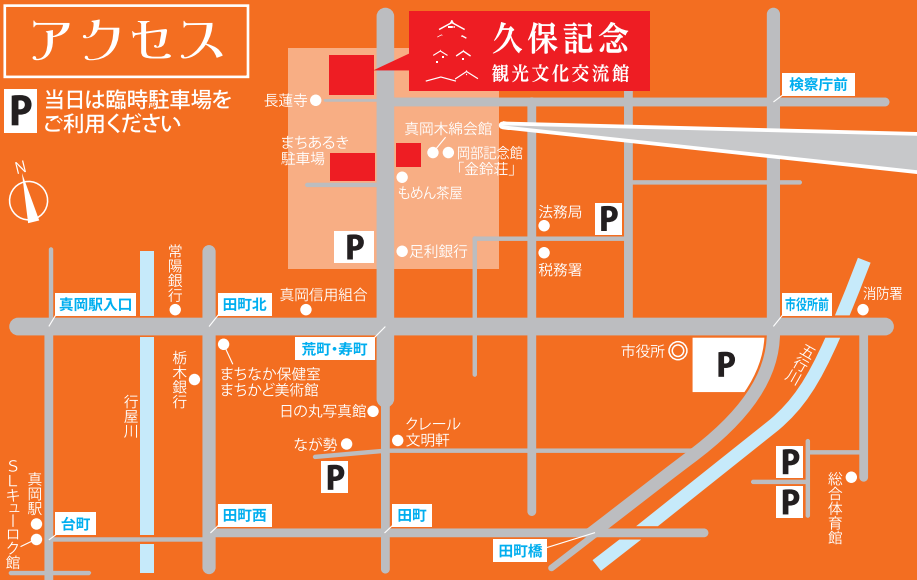 アクセス
P
当日は臨時駐車場を
ご利用ください
久保記念
観光文化交流館
検察庁前
長蓮寺
真岡木綿会館
まちあるき
駐車場
岡部記念館
「金鈴荘」
もめん茶屋
N
法務局
P
P
足利銀行
税務署
常陽銀行
真岡駅入口
田町北
真岡信用組合
市役所前
消防署
荒町・寿町
市役所
P
五行川
栃木銀行
まちなか保健室
まちかど美術館
行屋川
日の丸写真館
クレール
文明軒
なが勢
P
P
P
総合体育館
SLキューロク館
真岡駅
台町
田町西
田町
田町橋